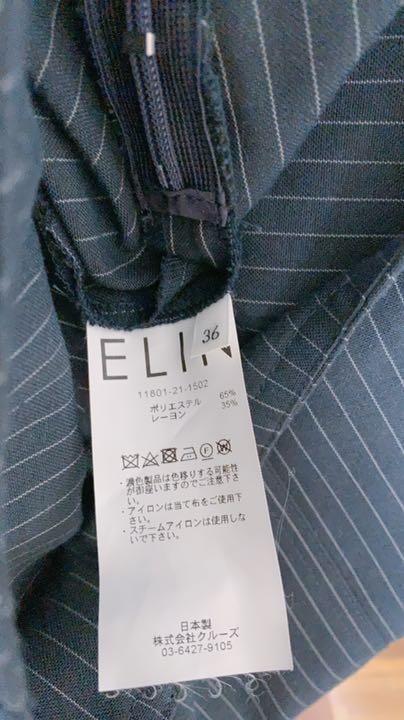 ELIN
36
11801-21-1502
ポリエステル 65%
レーヨン 35%
・濃色製品は色移りする可能性
が御座いますのでご注意下さ
い。
・アイロンは当て布をご使用下
さい。
・スチームアイロンは使用しな
いで下さい。
日本製
株式会社クルーズ
03-6427-9105